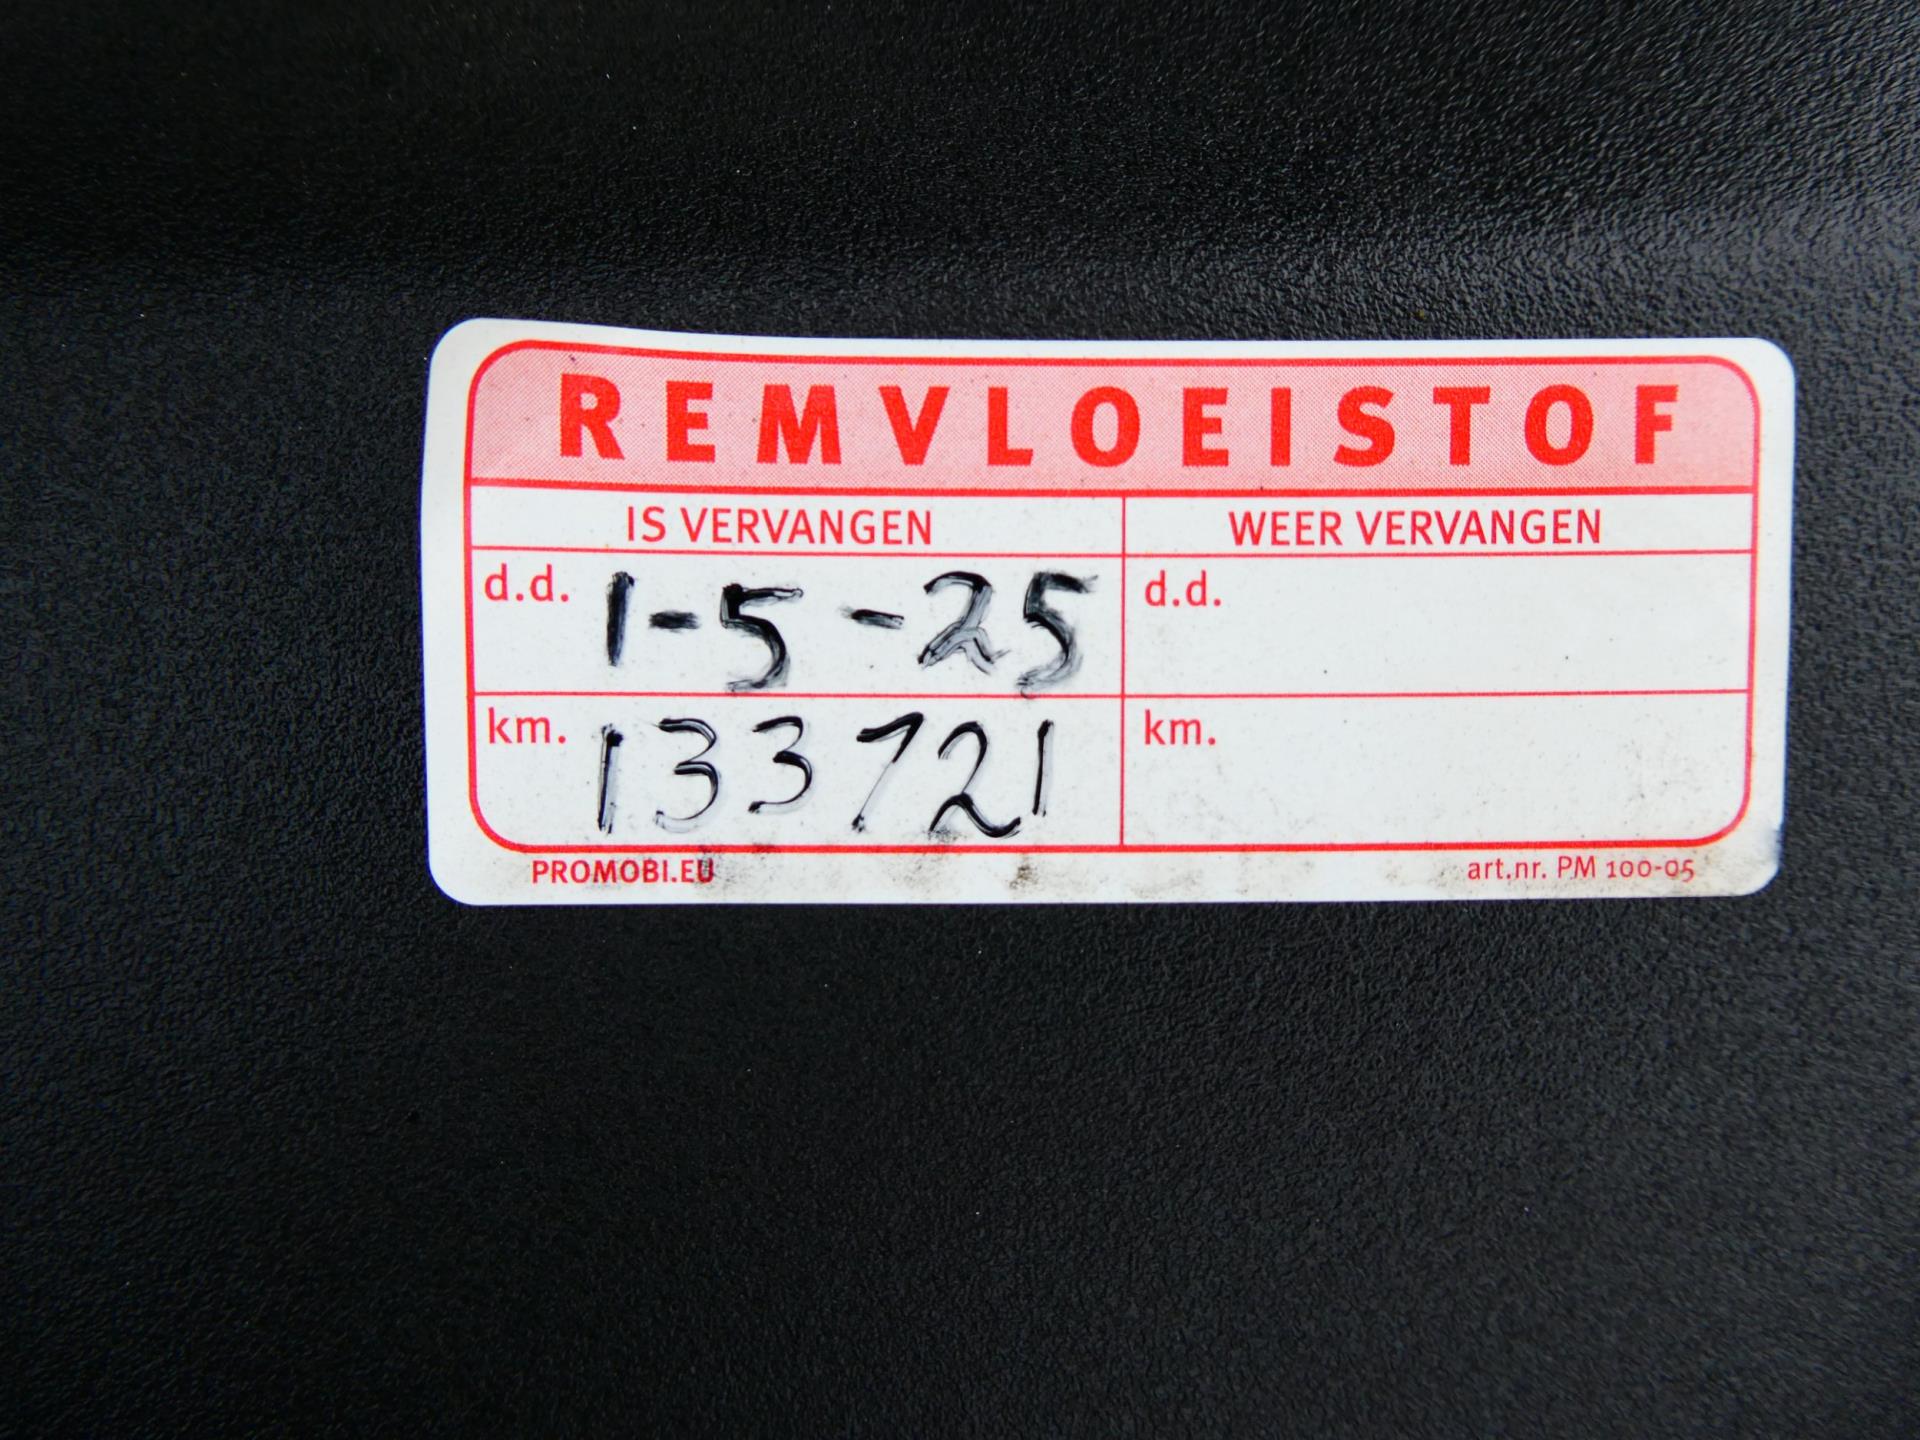 REMVLOEISTOF
IS VERVANGEN WEER VERVANGEN
d.d. 1-5-25 d.d.
km. 133721 km.
PROMOBI.EU art.nr. PM 100-05